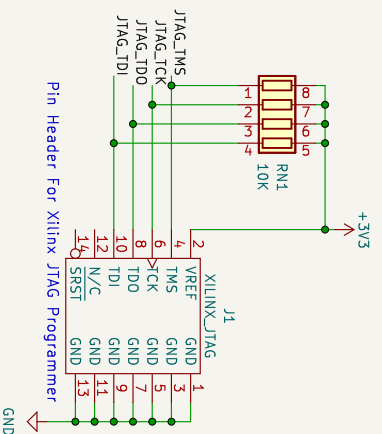 JTAG_TMS
JTAG_TCK
JTAG_TDO
JTAG_TDI
1
2
3
4
8
7
6
5
RN1
10K
+3V3
Pin Header For Xilinx JTAG Programmer
14
12
10
8
6
4
2
SRST
N/C
TDI
TDO
TCK
TMS
VREF
XILINX_JTAG
J1
GND
GND
GND
GND
GND
GND
GND
13
11
9
7
5
3
1
GND